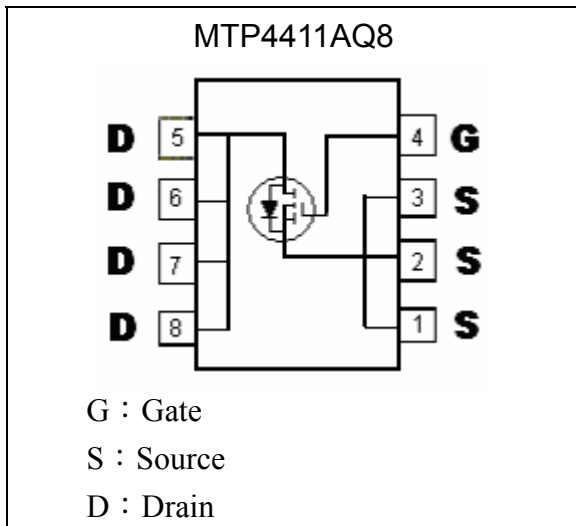 MTP4411AQ8
D 5 4 G
D 6 3 S
D 7 2 S
D 8 1 S
G：Gate
S：Source
D：Drain